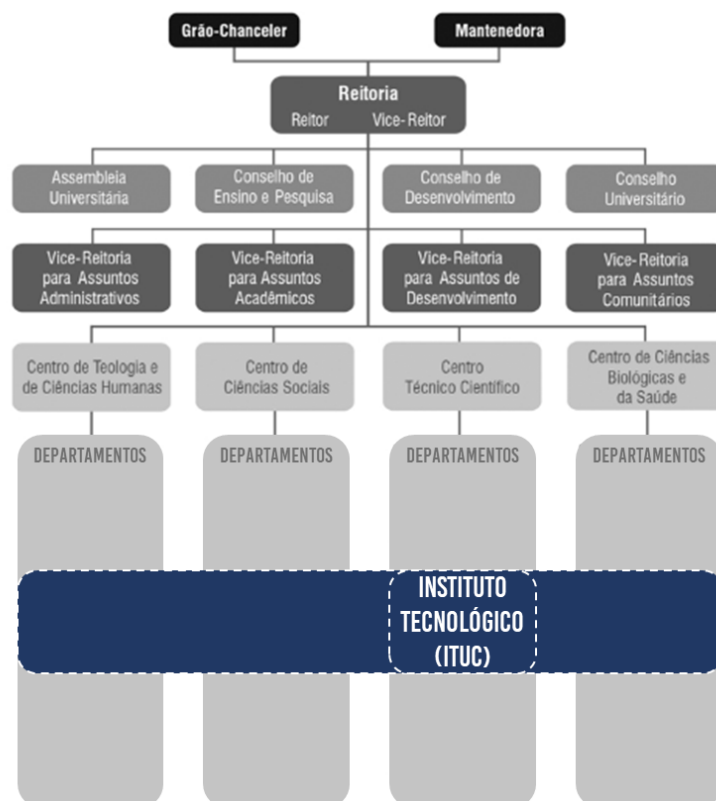 Grão-Chanceler
Mantenedora
Reitoria
Reitor
Vice-Reitor
Assembleia
Universitária
Conselho de
Ensino e Pesquisa
Conselho de
Desenvolvimento
Conselho
Universitário
Vice-Reitoria
para Assuntos
Administrativos
Vice-Reitoria
para Assuntos
Acadêmicos
Vice-Reitoria
para Assuntos de
Desenvolvimento
Vice-Reitoria
para Assuntos
Comunitários
Centro de Teologia e
de Ciências Humanas
Centro de
Ciências Sociais
Centro
Técnico Científico
Centro de Ciências
Biológicas e
da Saúde
DEPARTAMENTOS
DEPARTAMENTOS
DEPARTAMENTOS
DEPARTAMENTOS
INSTITUTO
TECNOLÓGICO
(ITUC)